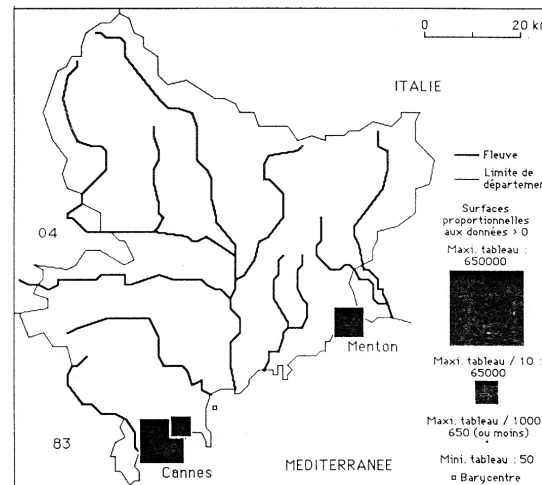 0 20 km
ITALIE
Fleuve
Limite de
département
Surfaces
proportionnelles
aux données > 0
Maxi. tableau :
650000
04
Menton
Maxi. tableau / 10 :
65000
Maxi. tableau / 1000
650 (ou moins)
83
Cannes
MEDITERRANEE
Mini. tableau : 50
Barycentre